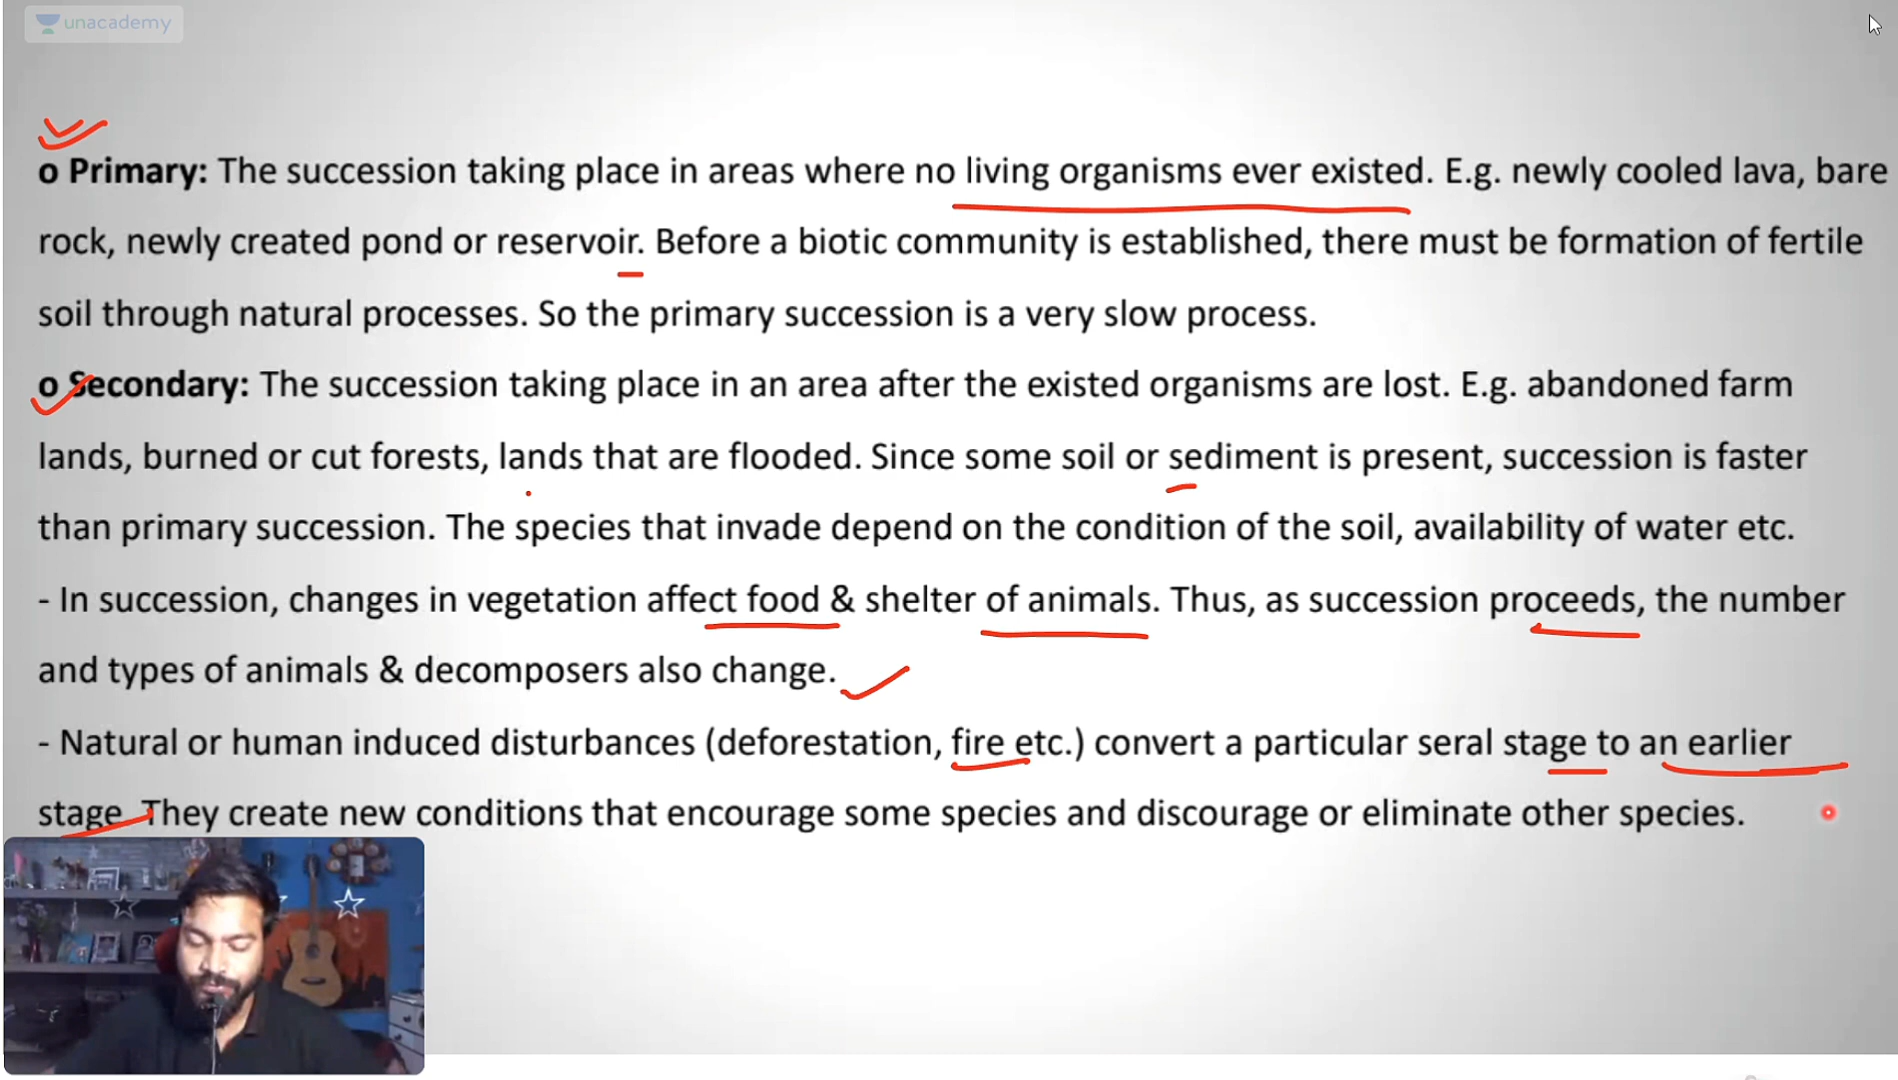 unacademy
o Primary: The succession taking place in areas where no living organisms ever existed. E.g. newly cooled lava, bare
rock, newly created pond or reservoir. Before a biotic community is established, there must be formation of fertile
soil through natural processes. So the primary succession is a very slow process.
o Secondary: The succession taking place in an area after the existed organisms are lost. E.g. abandoned farm
lands, burned or cut forests, lands that are flooded. Since some soil or sediment is present, succession is faster
than primary succession. The species that invade depend on the condition of the soil, availability of water etc.
- In succession, changes in vegetation affect food & shelter of animals. Thus, as succession proceeds, the number
and types of animals & decomposers also change.
- Natural or human induced disturbances (deforestation, fire etc.) convert a particular seral stage to an earlier
stage. They create new conditions that encourage some species and discourage or eliminate other species.